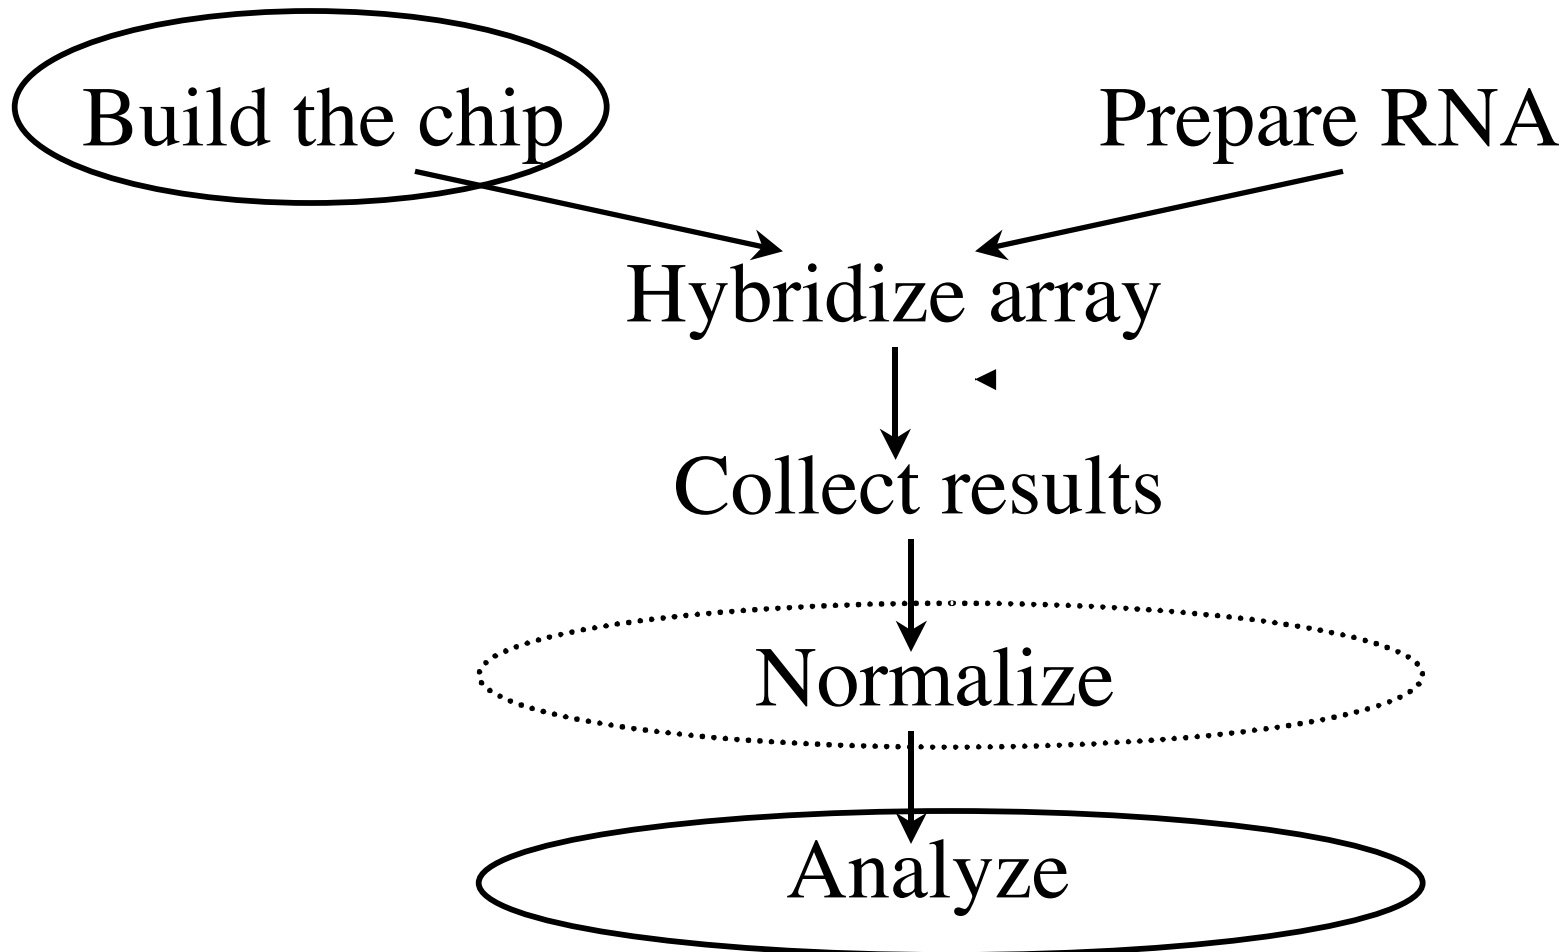 Build the chip
Prepare RNA
Hybridize array
Collect results
Normalize
Analyze